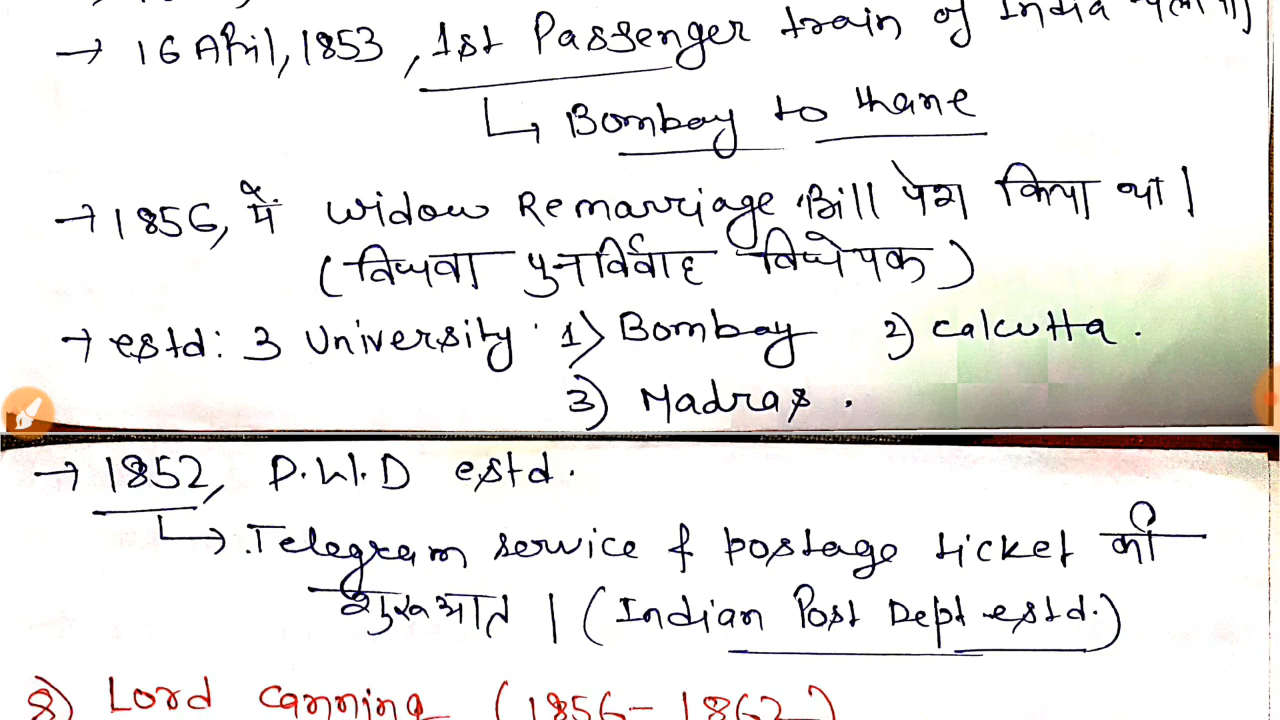 → 16 April, 1853, 1st Passenger train of India
↳ Bombay to thane
→ 1856, में widow Remarriage Bill पेश किया था |
(विधवा पुनर्विवाह विधेयक)
→ estd: 3 University 1) Bombay 2) Calcutta.
3) Madras.
→ 1852, P.W.D estd.
↳ Telegram service & postage ticket की
शुरुआत | (Indian Post Dept estd.)
8) Lord Canning (1856- 1862)